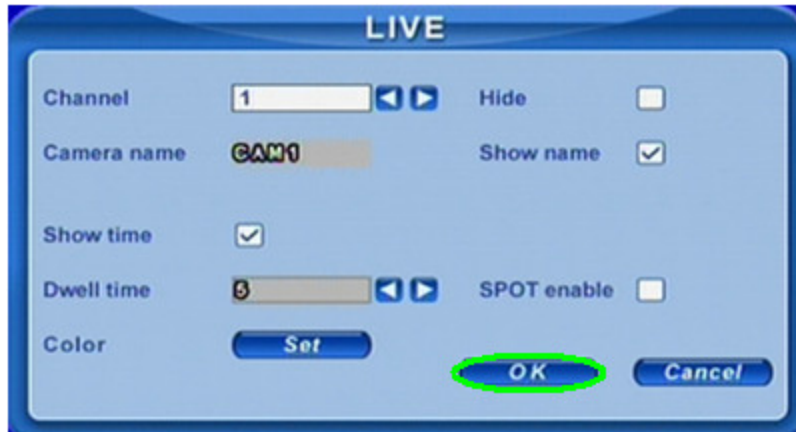 LIVE
Channel 1 Hide
Camera name CAM1 Show name
Show time
Dwell time 5 SPOT enable
Color Set
OK Cancel